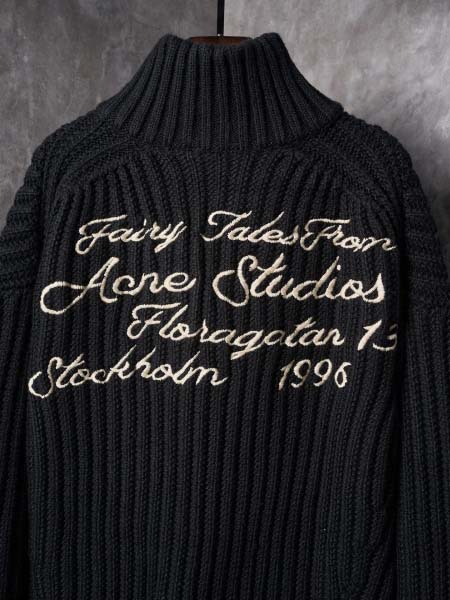 Fairy Tales From
Acne Studios
Floragatan 13
Stockholm 1996